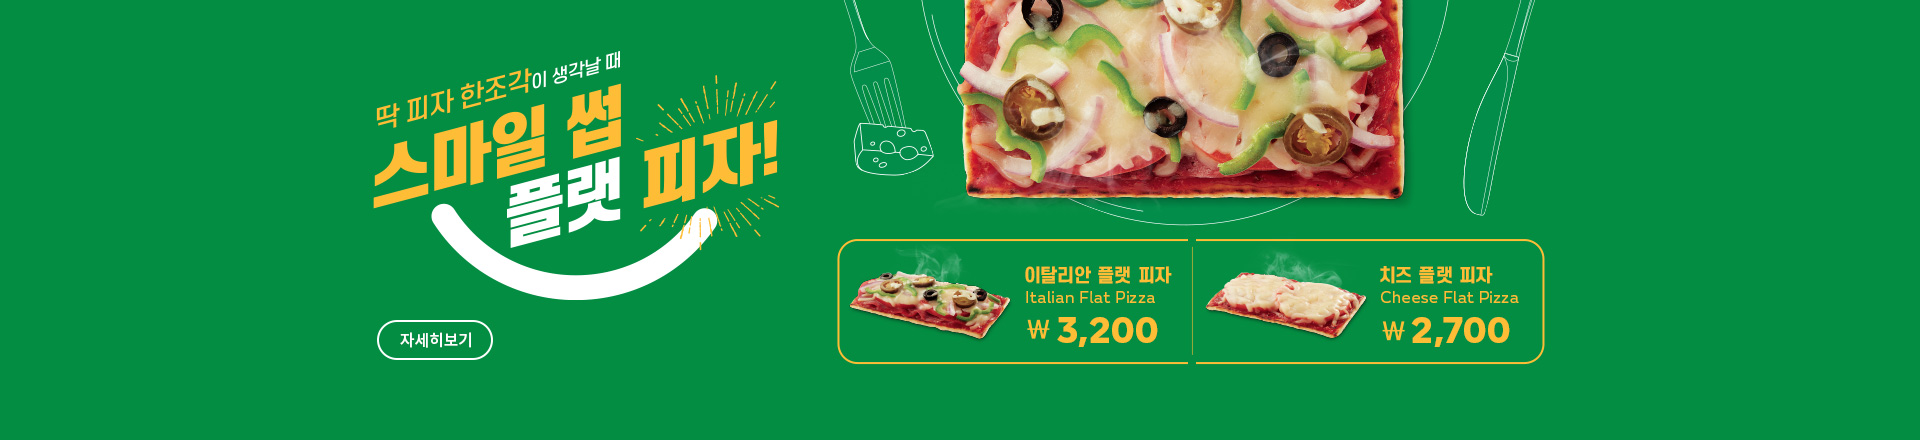 딱 피자 한조각이 생각날 때
스마일 썹
플랫 피자!
자세히보기
이탈리안 플랫 피자
Italian Flat Pizza
₩ 3,200
치즈 플랫 피자
Cheese Flat Pizza
₩ 2,700